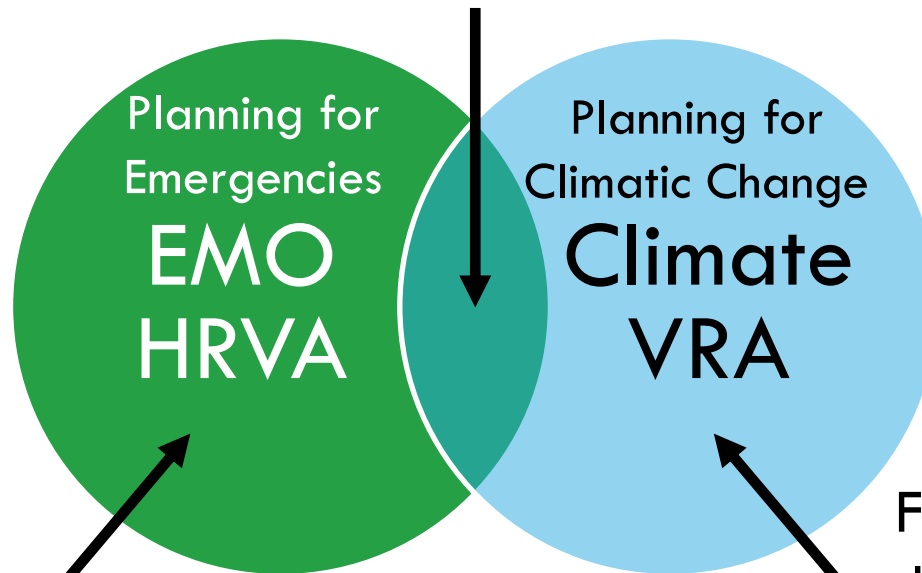 Planning for
Emergencies
EMO
HRVA
Planning for
Climatic Change
Climate
VRA
F